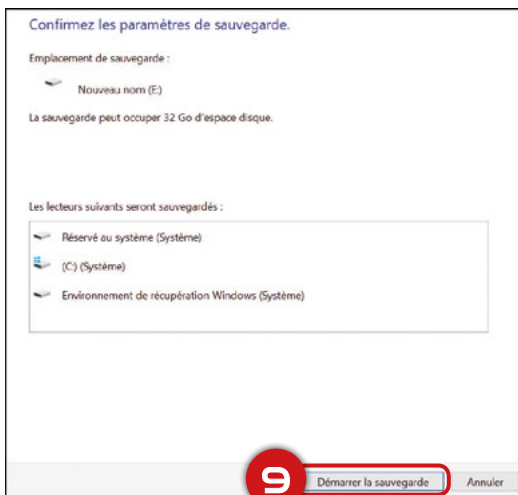 Confirmez les paramètres de sauvegarde.
Emplacement de sauvegarde :
Nouveau nom (E:)
La sauvegarde peut occuper 32 Go d'espace disque.
Les lecteurs suivants seront sauvegardés :
Réservé au système (Système)
(C:) (Système)
Environnement de récupération Windows (Système)
9 Démarrer la sauvegarde Annuler